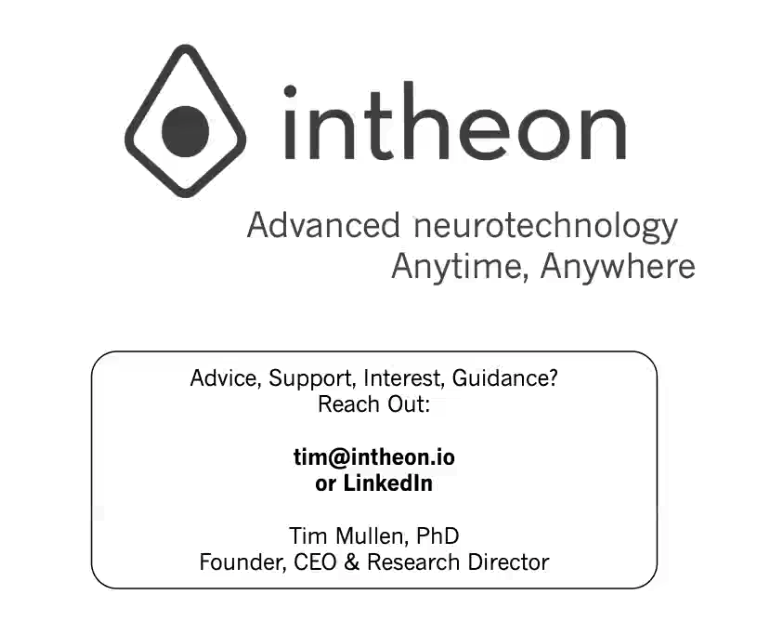 intheon
Advanced neurotechnology
Anytime, Anywhere
Advice, Support, Interest, Guidance?
Reach Out:
tim@intheon.io
or LinkedIn
Tim Mullen, PhD
Founder, CEO & Research Director